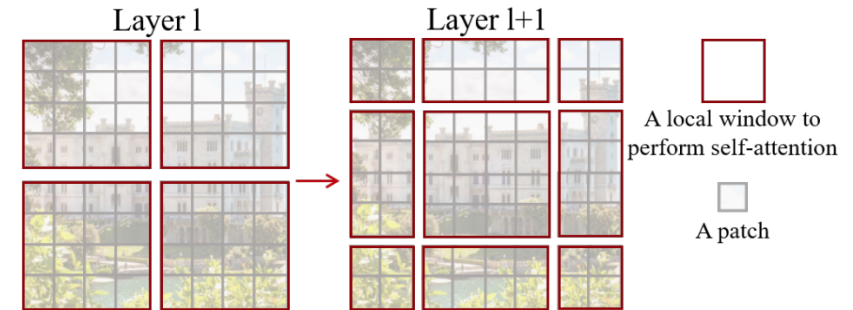 Layer l
Layer l+1
A local window to
perform self-attention
A patch